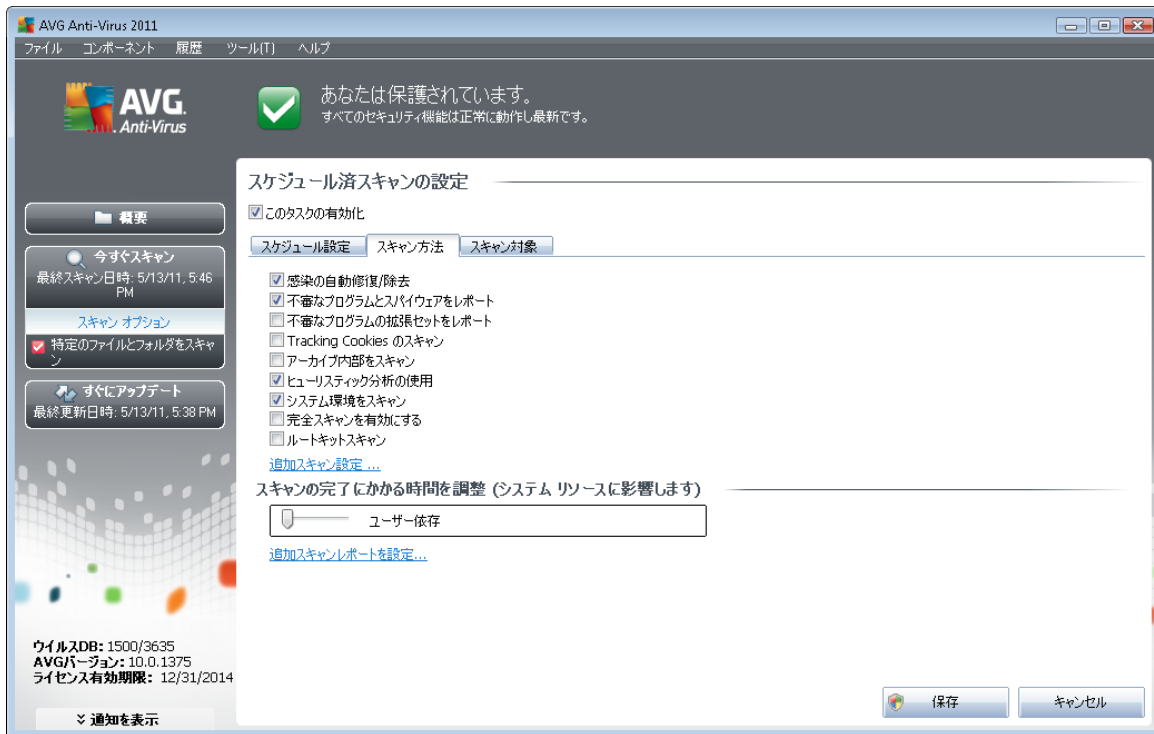 AVG Anti-Virus 2011
ファイル コンポーネント 履歴 ツール(T) ヘルプ
AVG.
Anti-Virus
あなたは保護されています。
すべてのセキュリティ機能は正常に動作し最新です。
概要
今すぐスキャン
最終スキャン日時: 5/13/11, 5:46
PM
スキャン オプション
特定のファイルとフォルダをスキャ
ン
すぐにアップデート
最終更新日時: 5/13/11, 5:38 PM
ウイルスDB: 1500/3635
AVGバージョン: 10.0.1375
ライセンス有効期限: 12/31/2014
通知を表示
スケジュール済スキャンの設定
このタスクの有効化
スケジュール設定 スキャン方法 スキャン対象
感染の自動修復/除去
不審なプログラムとスパイウェアをレポート
不審なプログラムの拡張セットをレポート
Tracking Cookies のスキャン
アーカイブ内部をスキャン
ヒューリスティック分析の使用
システム環境をスキャン
完全スキャンを有効にする
ルートキットスキャン
追加スキャン設定 ...
スキャンの完了にかかる時間を調整 (システム リソースに影響します)
ユーザー依存
追加スキャンレポートを設定...
保存 キャンセル